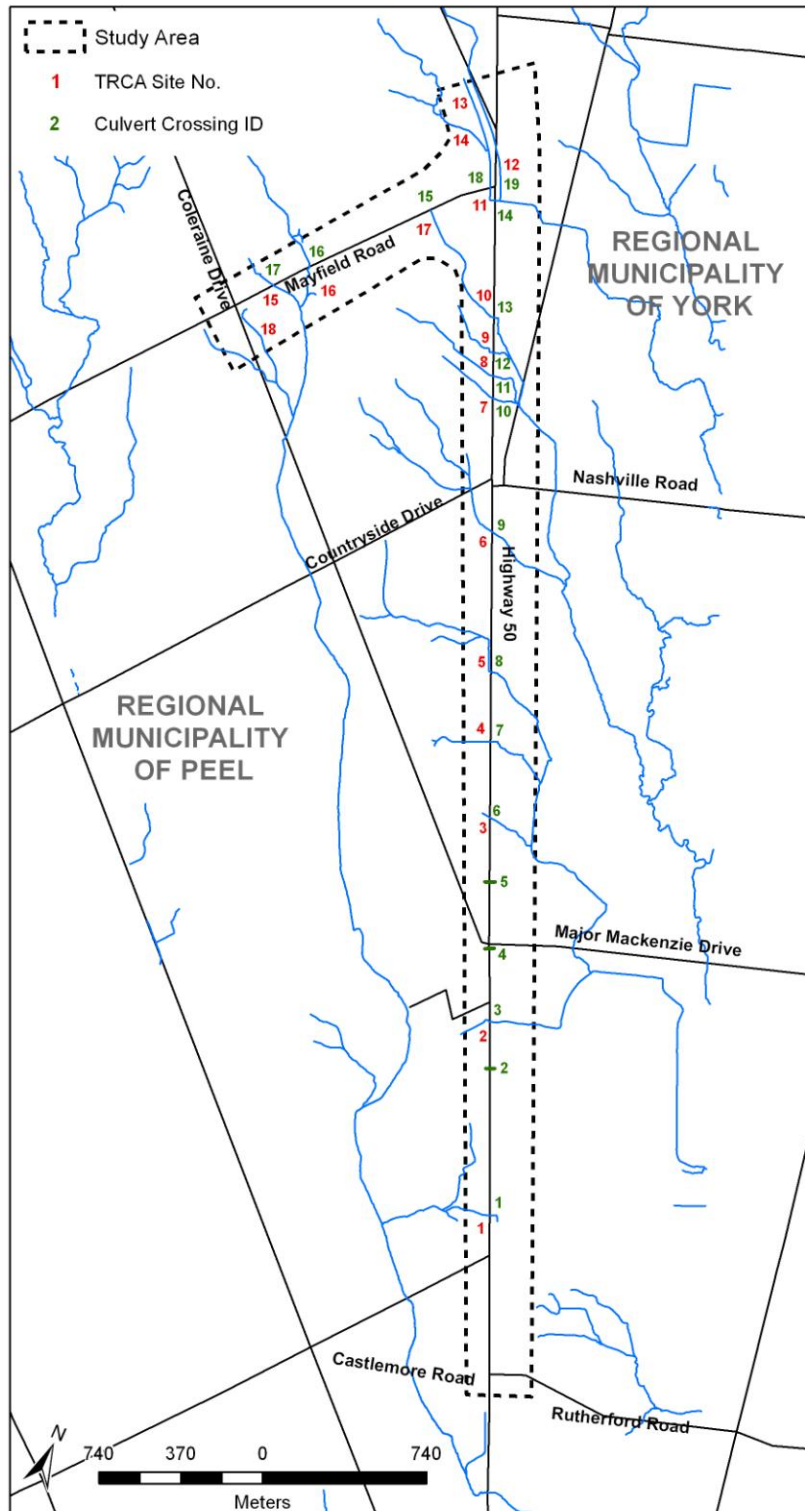 Study Area
1 TRCA Site No.
2 Culvert Crossing ID
13
14
12
18
19
15
11
14
17
Coleraine Drive
Mayfield Road
REGIONAL
MUNICIPALITY
OF YORK
16
17
15
16
18
10
13
9
8
12
11
7
10
Nashville Road
Countryside Drive
9
6
Highway 50
5
8
REGIONAL
MUNICIPALITY
OF PEEL
4
7
6
3
5
Major Mackenzie Drive
4
3
2
2
1
1
Castlemore Road
Rutherford Road
N
740 370 0 740
Meters